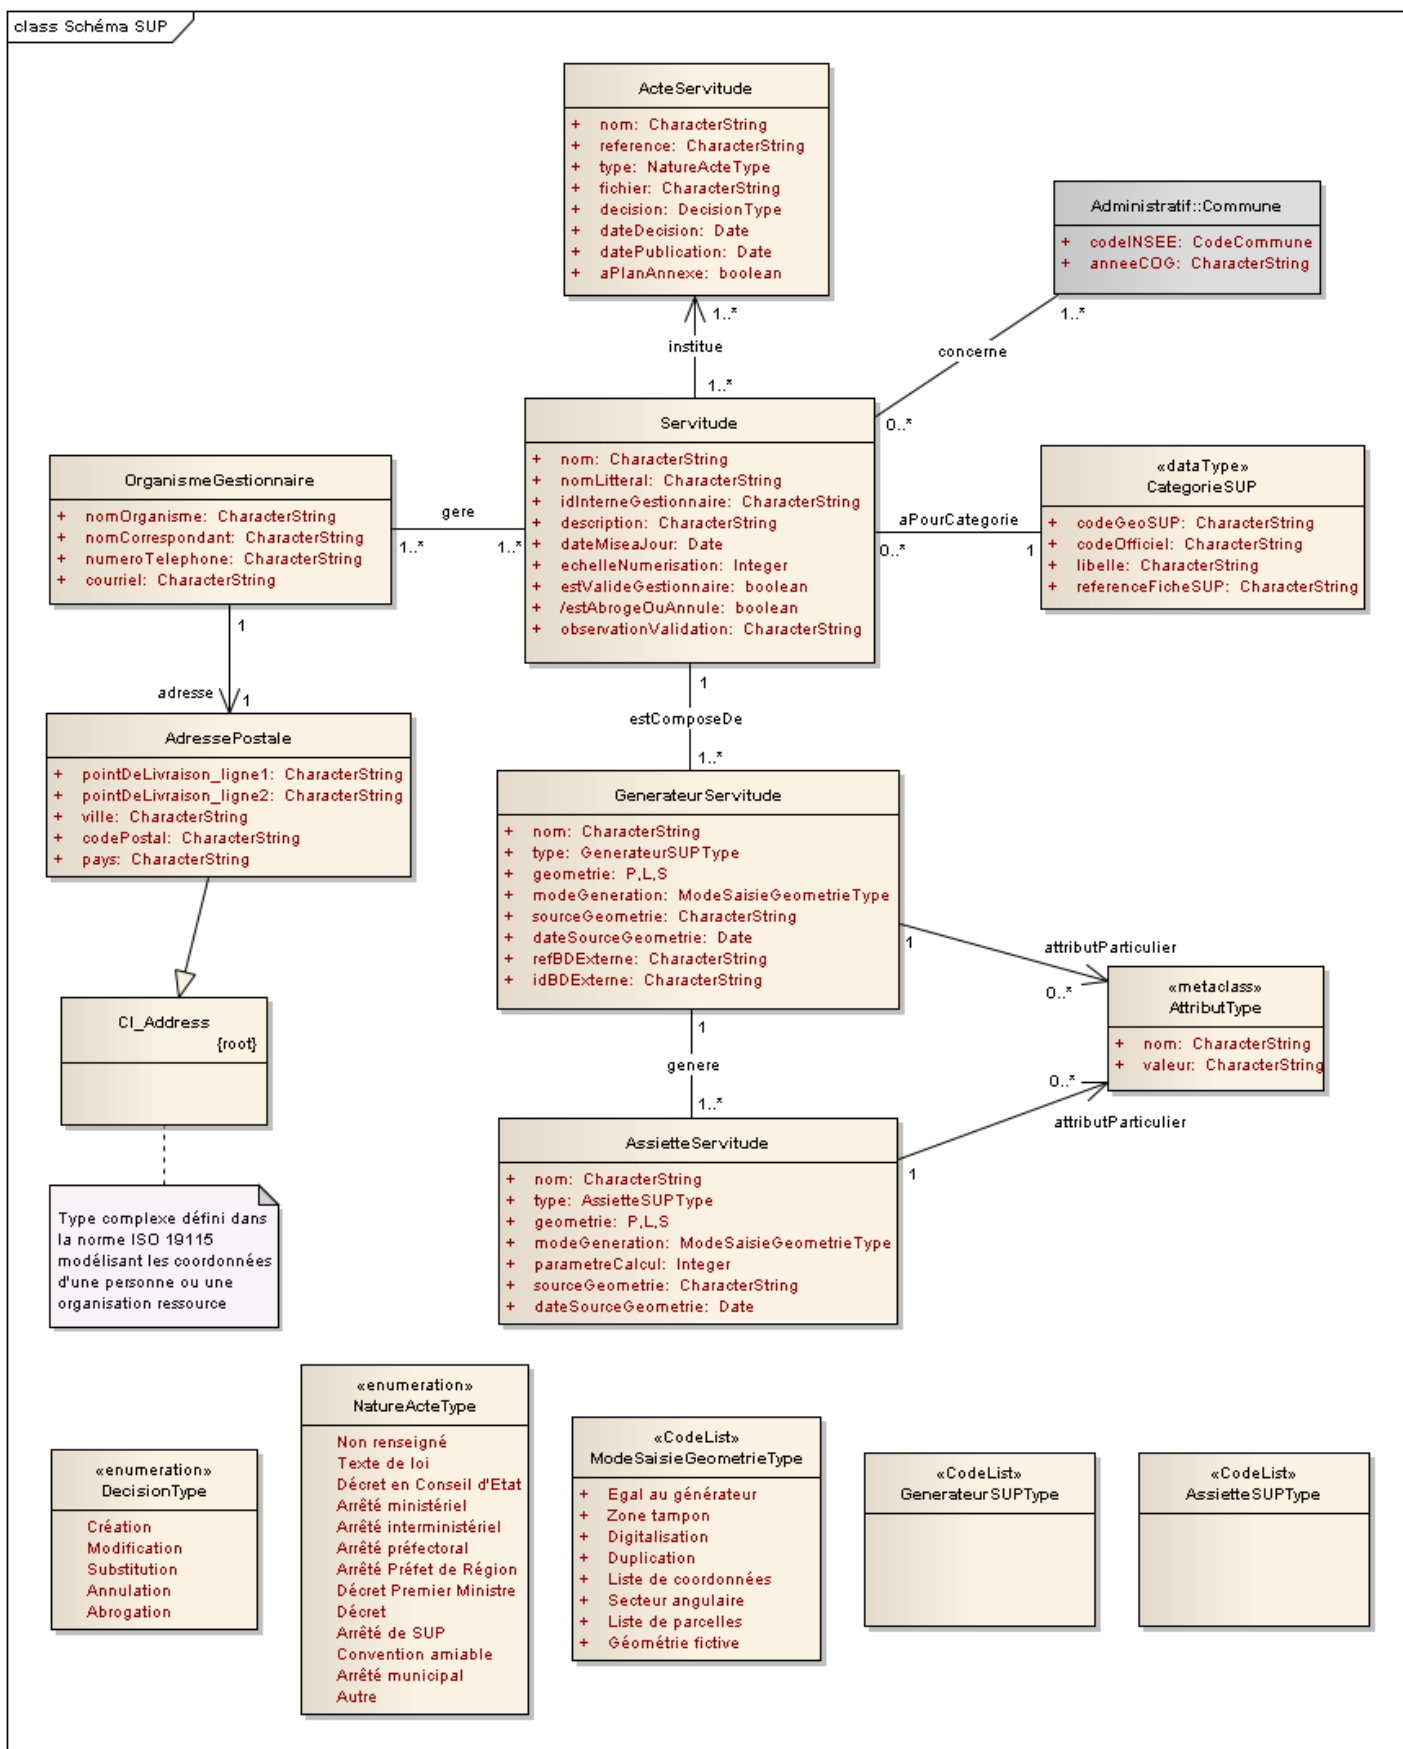 class Schéma SUP
ActeServitude
+ nom: CharacterString
+ reference: CharacterString
+ type: NatureActeType
+ fichier: CharacterString
+ decision: DecisionType
+ dateDecision: Date
+ datePublication: Date
+ aPlanAnnexe: boolean
Administratif::Commune
+ codeINSEE: CodeCommune
+ anneeCOG: CharacterString
1..*
institue
1..*
1..*
concerne
0..*
Servitude
+ nom: CharacterString
+ nomLitteral: CharacterString
+ idInterneGestionnaire: CharacterString
+ description: CharacterString
+ dateMiseaJour: Date
+ echelleNumerisation: Integer
+ estValideGestionnaire: boolean
+ /estAbrogeOuAnnule: boolean
+ observationValidation: CharacterString
OrganismeGestionnaire
+ nomOrganisme: CharacterString
+ nomCorrespondant: CharacterString
+ numeroTelephone: CharacterString
+ courriel: CharacterString
gere
1..*
1..*
«dataType»
CategorieSUP
+ codeGeoSUP: CharacterString
+ codeOfficiel: CharacterString
+ libelle: CharacterString
+ referenceFicheSUP: CharacterString
aPourCategorie
0..*
1
1
adresse
1
AdressePostale
+ pointDeLivraison_ligne1: CharacterString
+ pointDeLivraison_ligne2: CharacterString
+ ville: CharacterString
+ codePostal: CharacterString
+ pays: CharacterString
1
estComposeDe
1..*
GenerateurServitude
+ nom: CharacterString
+ type: GenerateurSUPType
+ geometrie: P,L,S
+ modeGeneration: ModeSaisieGeometrieType
+ sourceGeometrie: CharacterString
+ dateSourceGeometrie: Date
+ refBDExterne: CharacterString
+ idBDExterne: CharacterString
1
attributParticulier
0..*
«metaclass»
AttributType
+ nom: CharacterString
+ valeur: CharacterString
CI_Address
{root}
1
genere
1..*
0..*
attributParticulier
1
AssietteServitude
+ nom: CharacterString
+ type: AssietteSUPType
+ geometrie: P,L,S
+ modeGeneration: ModeSaisieGeometrieType
+ parametreCalcul: Integer
+ sourceGeometrie: CharacterString
+ dateSourceGeometrie: Date
Type complexe défini dans
la norme ISO 19115
modélisant les coordonnées
d'une personne ou une
organisation ressource
«enumeration»
DecisionType
Création
Modification
Substitution
Annulation
Abrogation
«enumeration»
NatureActeType
Non renseigné
Texte de loi
Décret en Conseil d'Etat
Arrêté ministériel
Arrêté interministériel
Arrêté préfectoral
Arrêté Préfet de Région
Décret Premier Ministre
Décret
Arrêté de SUP
Convention amiable
Arrêté municipal
Autre
«CodeList»
ModeSaisieGeometrieType
+ Egal au générateur
+ Zone tampon
+ Digitalisation
+ Duplication
+ Liste de coordonnées
+ Secteur angulaire
+ Liste de parcelles
+ Géométrie fictive
«CodeList»
GenerateurSUPType
«CodeList»
AssietteSUPType